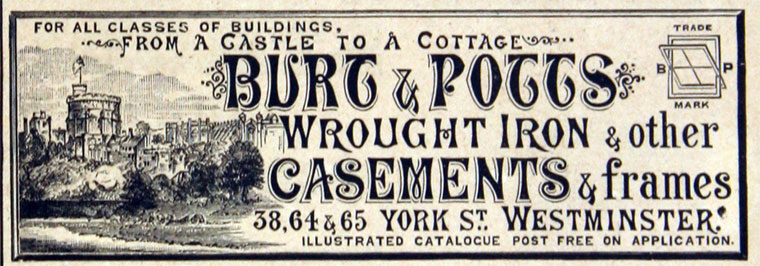 FOR ALL CLASSES OF BUILDINGS,
FROM A CASTLE TO A COTTAGE
BURT & POTTS
TRADE
B P
MARK
WROUGHT IRON & other
CASEMENTS & frames
38, 64 & 65 YORK ST. WESTMINSTER.
ILLUSTRATED CATALOGUE POST FREE ON APPLICATION.